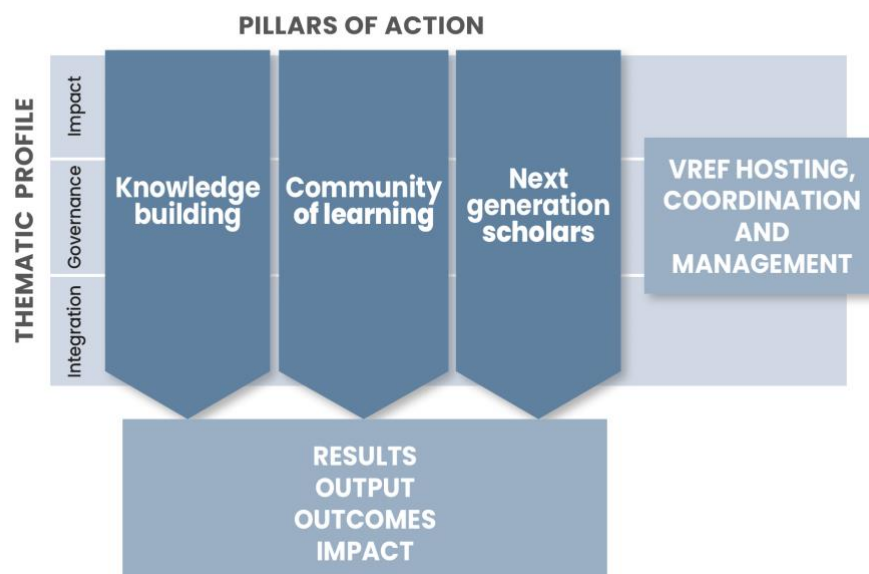 PILLARS OF ACTION
THEMATIC PROFILE
Impact
Governance
Integration
Knowledge
building
Community
of learning
Next
generation
scholars
VREF HOSTING,
COORDINATION
AND
MANAGEMENT
RESULTS
OUTPUT
OUTCOMES
IMPACT